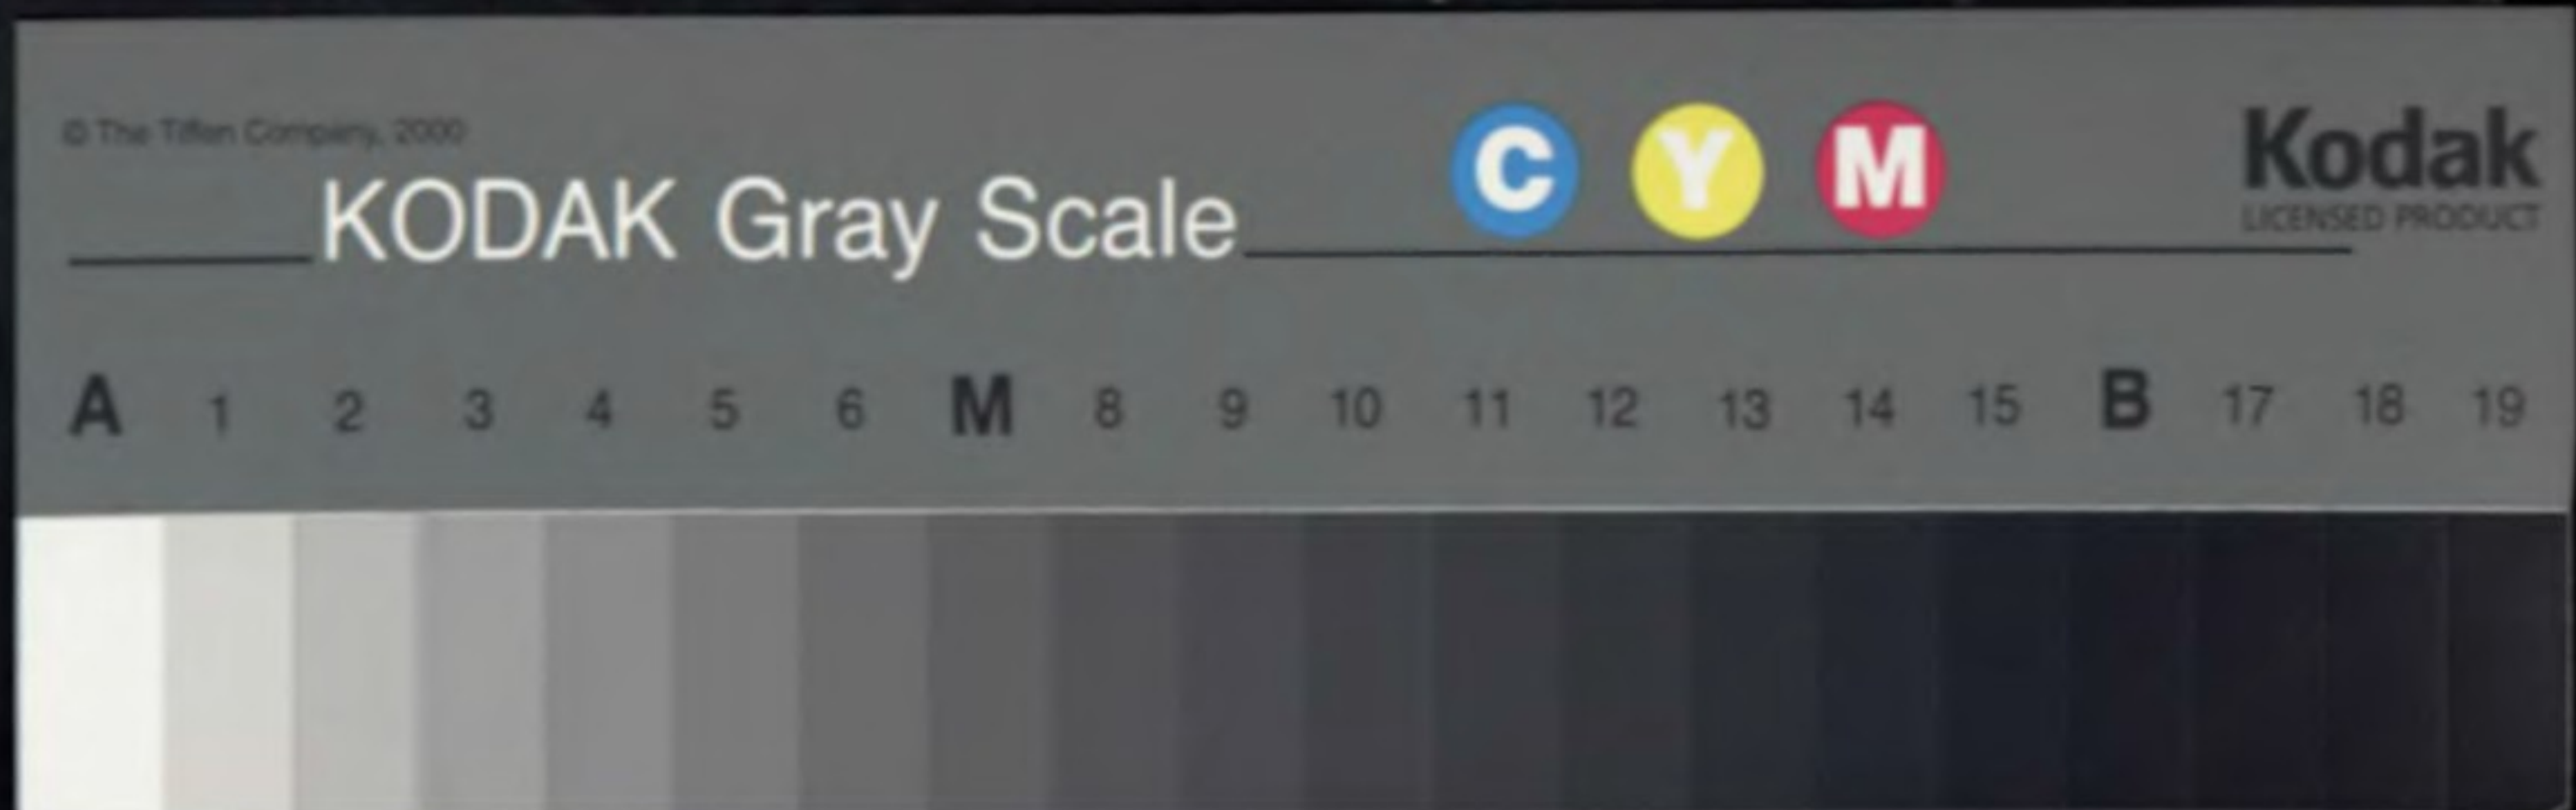 © The Tiffen Company, 2000
KODAK Gray Scale
C Y M
Kodak
LICENSED PRODUCT
A 1 2 3 4 5 6 M 8 9 10 11 12 13 14 15 B 17 18 19